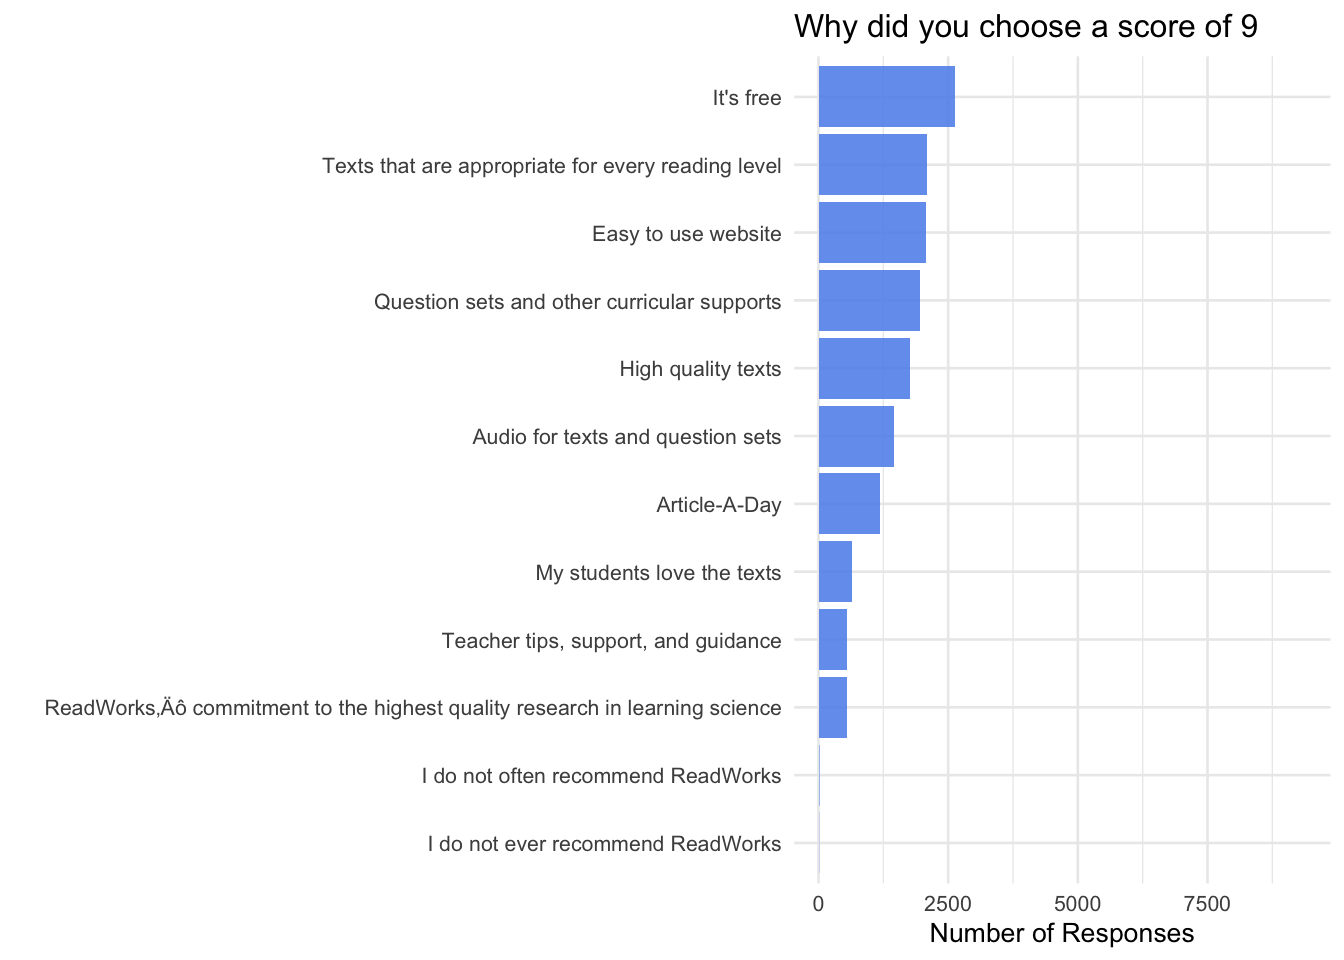 Why did you choose a score of 9
It's free
Texts that are appropriate for every reading level
Easy to use website
Question sets and other curricular supports
High quality texts
Audio for texts and question sets
Article-A-Day
My students love the texts
Teacher tips, support, and guidance
ReadWorks‚Äô commitment to the highest quality research in learning science
I do not often recommend ReadWorks
I do not ever recommend ReadWorks
0 2500 5000 7500
Number of Responses